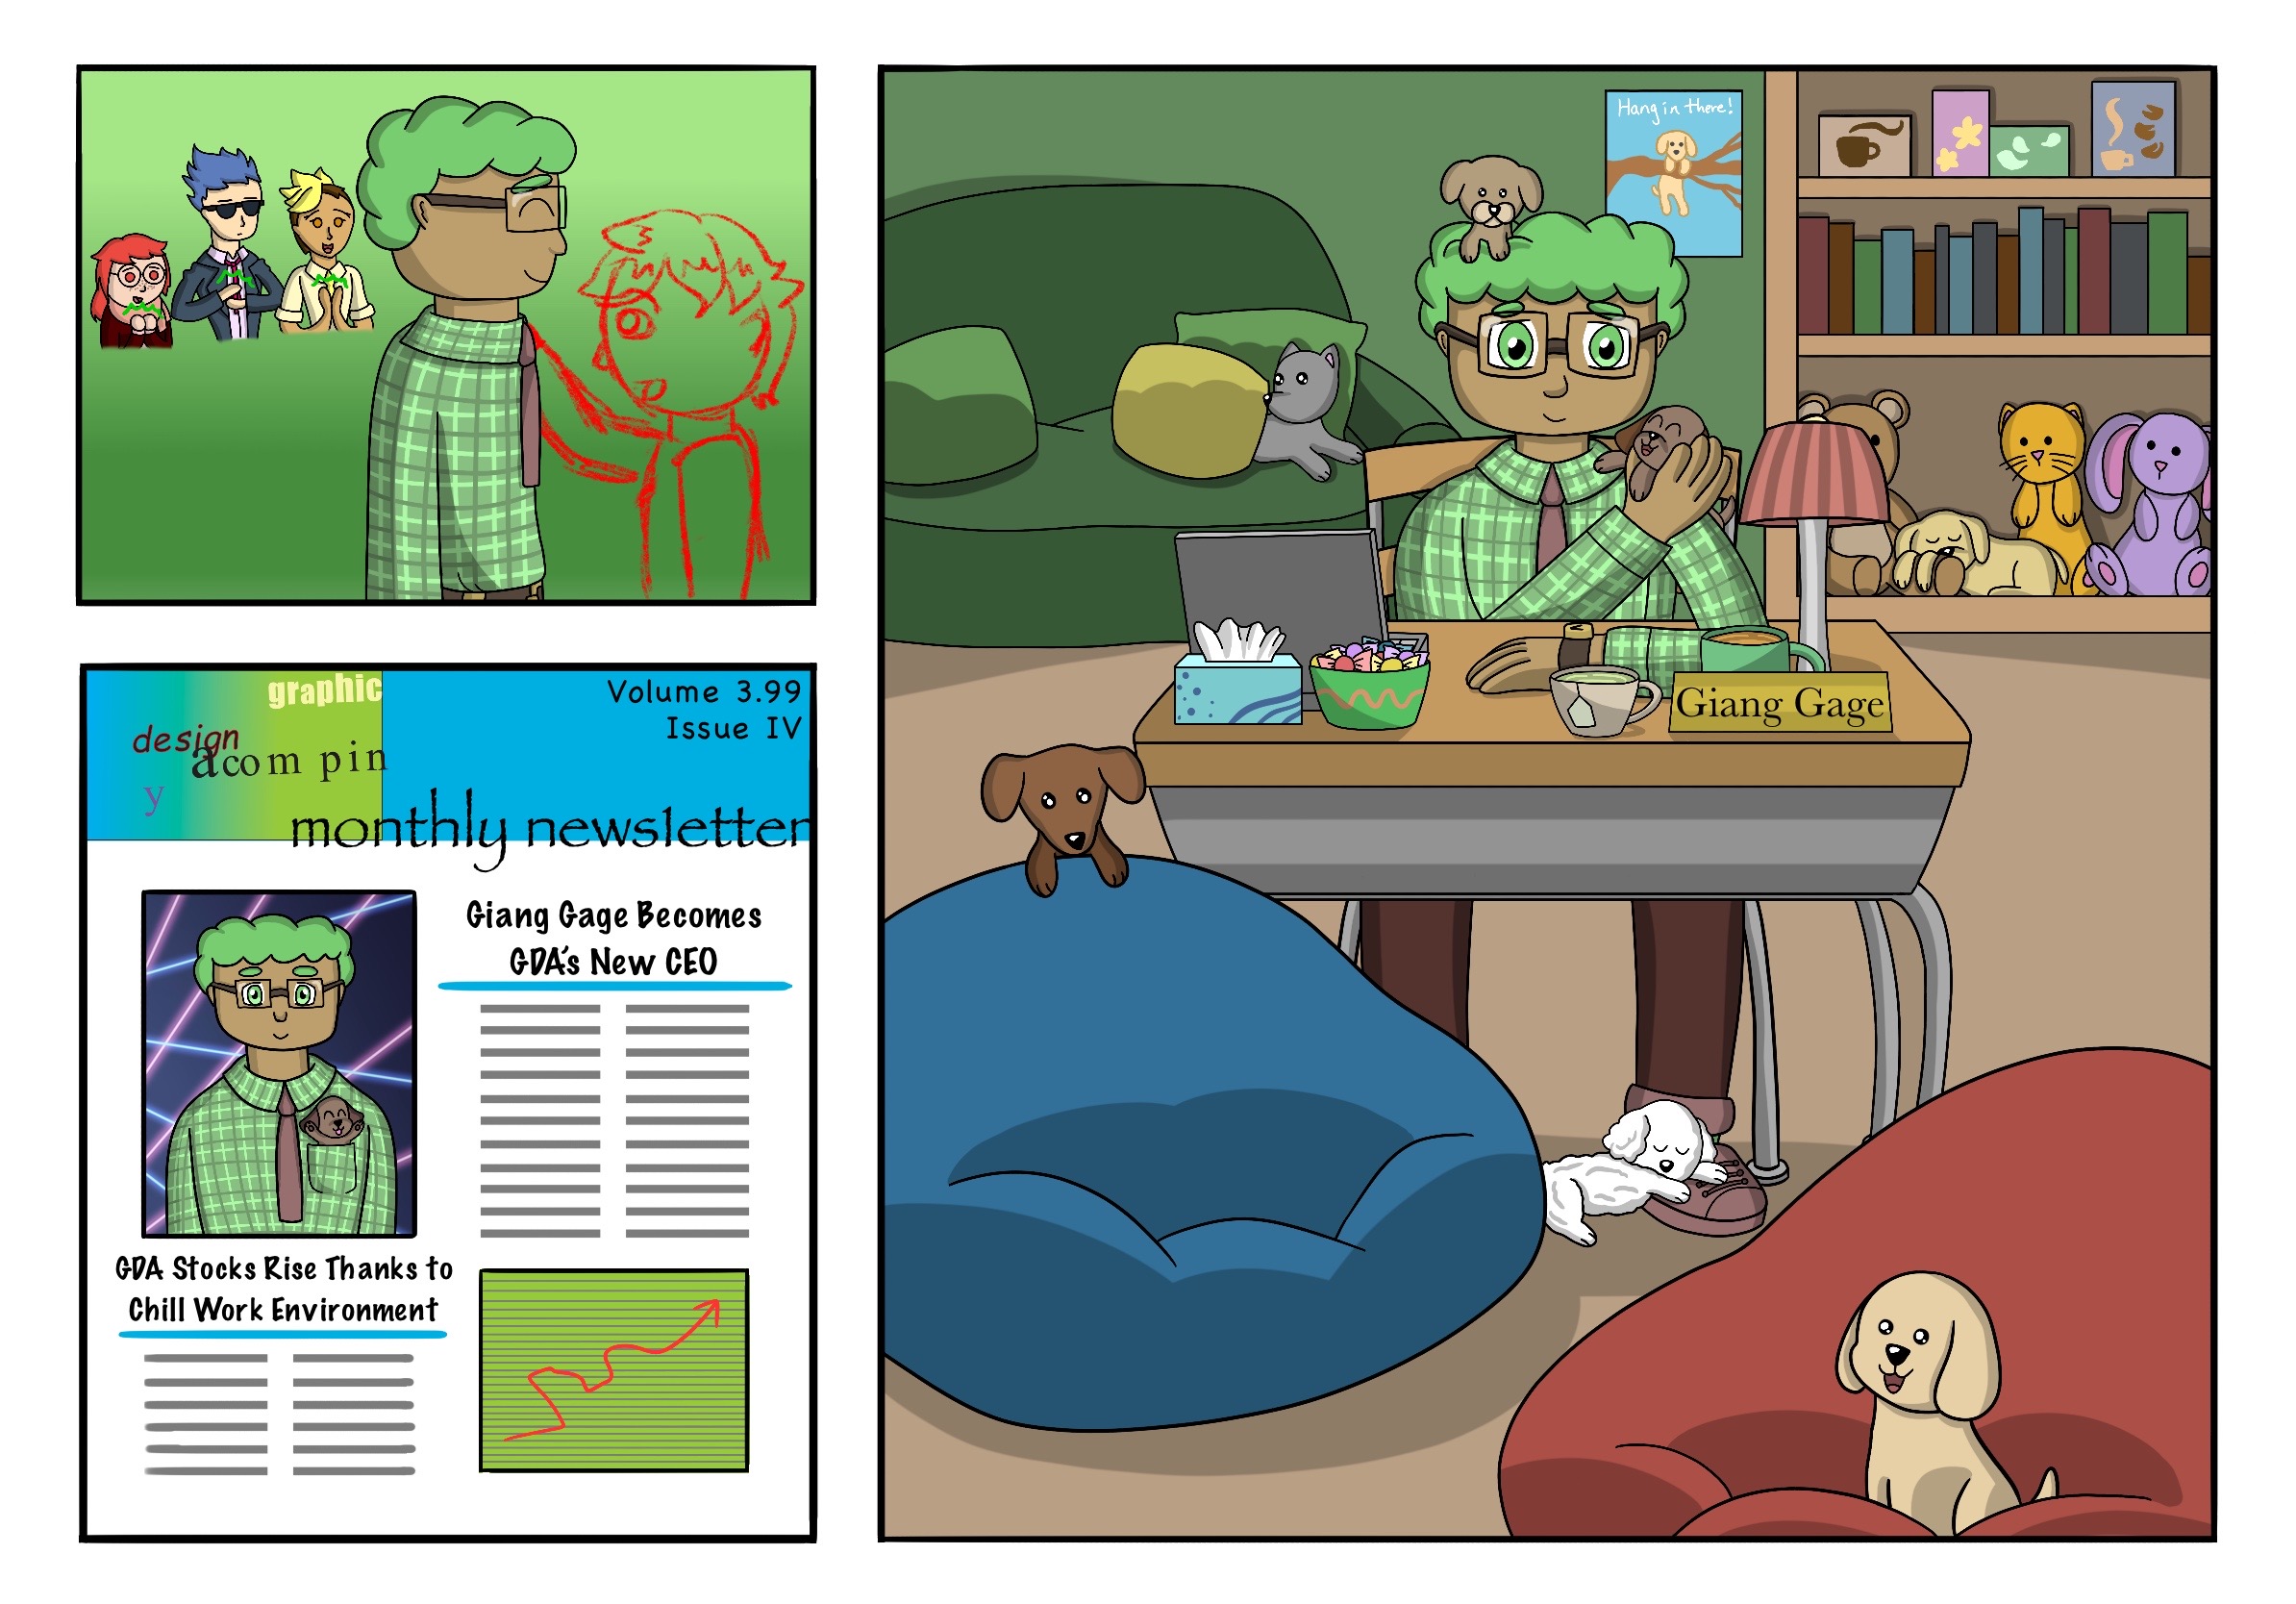 graphic
design
a com pin
y
Volume 3.99
Issue IV
monthly newsletter
Giang Gage Becomes
GDA's New CEO
GDA Stocks Rise Thanks to
Chill Work Environment
Hang in there!
Giang Gage